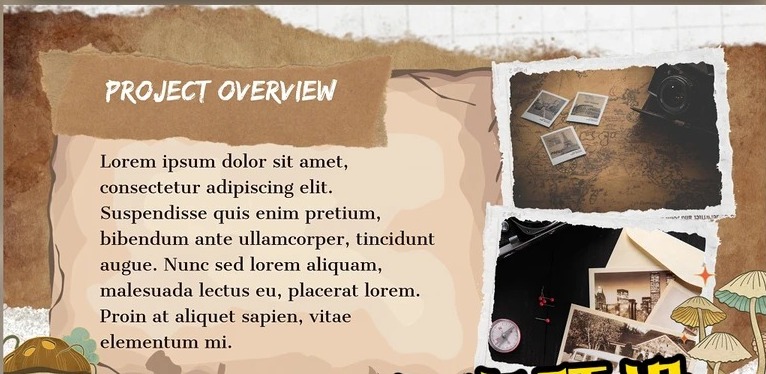 PROJECT OVERVIEW
Lorem ipsum dolor sit amet,
consectetur adipiscing elit.
Suspendisse quis enim pretium,
bibendum ante ullamcorper, tincidunt
augue. Nunc sed lorem aliquam,
malesuada lectus eu, placerat lorem.
Proin at aliquet sapien, vitae
elementum mi.